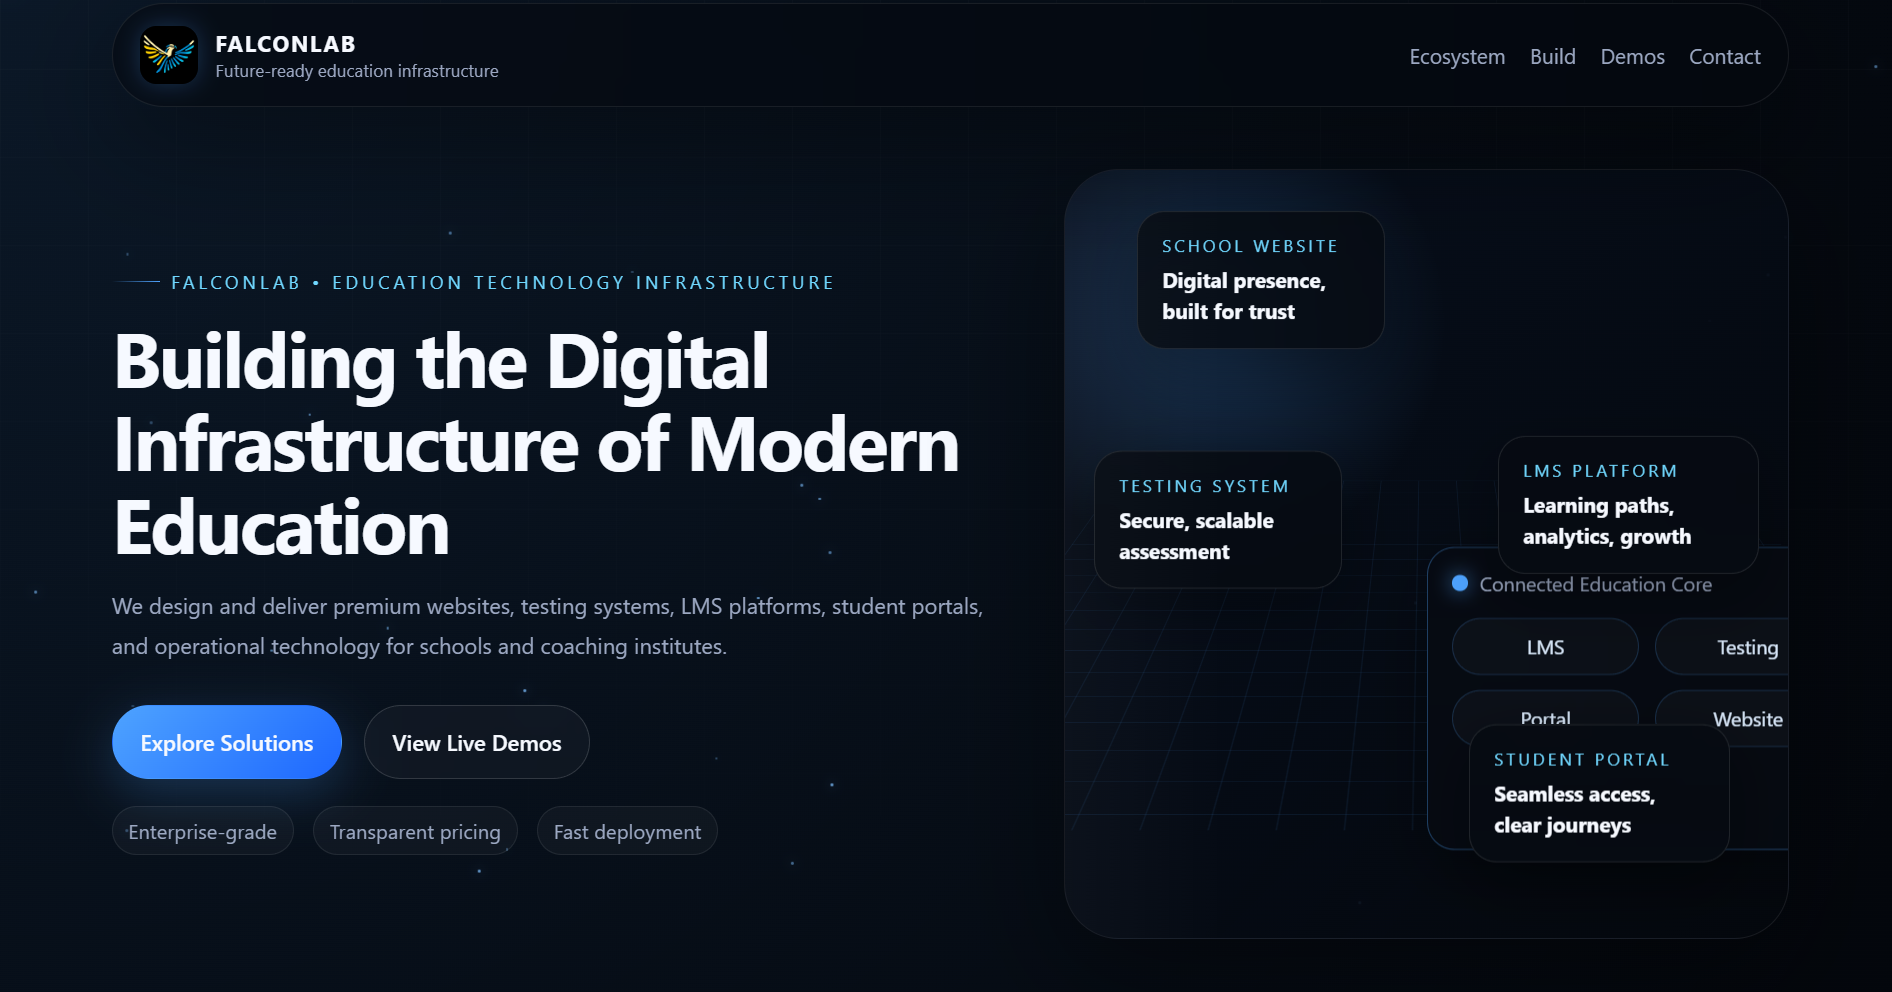 FALCONLAB
Future-ready education infrastructure
Ecosystem
Build
Demos
Contact
FALCONLAB • EDUCATION TECHNOLOGY INFRASTRUCTURE
Building the Digital
Infrastructure of Modern
Education
We design and deliver premium websites, testing systems, LMS platforms, student portals,
and operational technology for schools and coaching institutes.
Explore Solutions
View Live Demos
Enterprise-grade
Transparent pricing
Fast deployment
SCHOOL WEBSITE
Digital presence,
built for trust
TESTING SYSTEM
Secure, scalable
assessment
LMS PLATFORM
Learning paths,
analytics, growth
Connected Education Core
LMS
Testing
Portal
Website
STUDENT PORTAL
Seamless access,
clear journeys